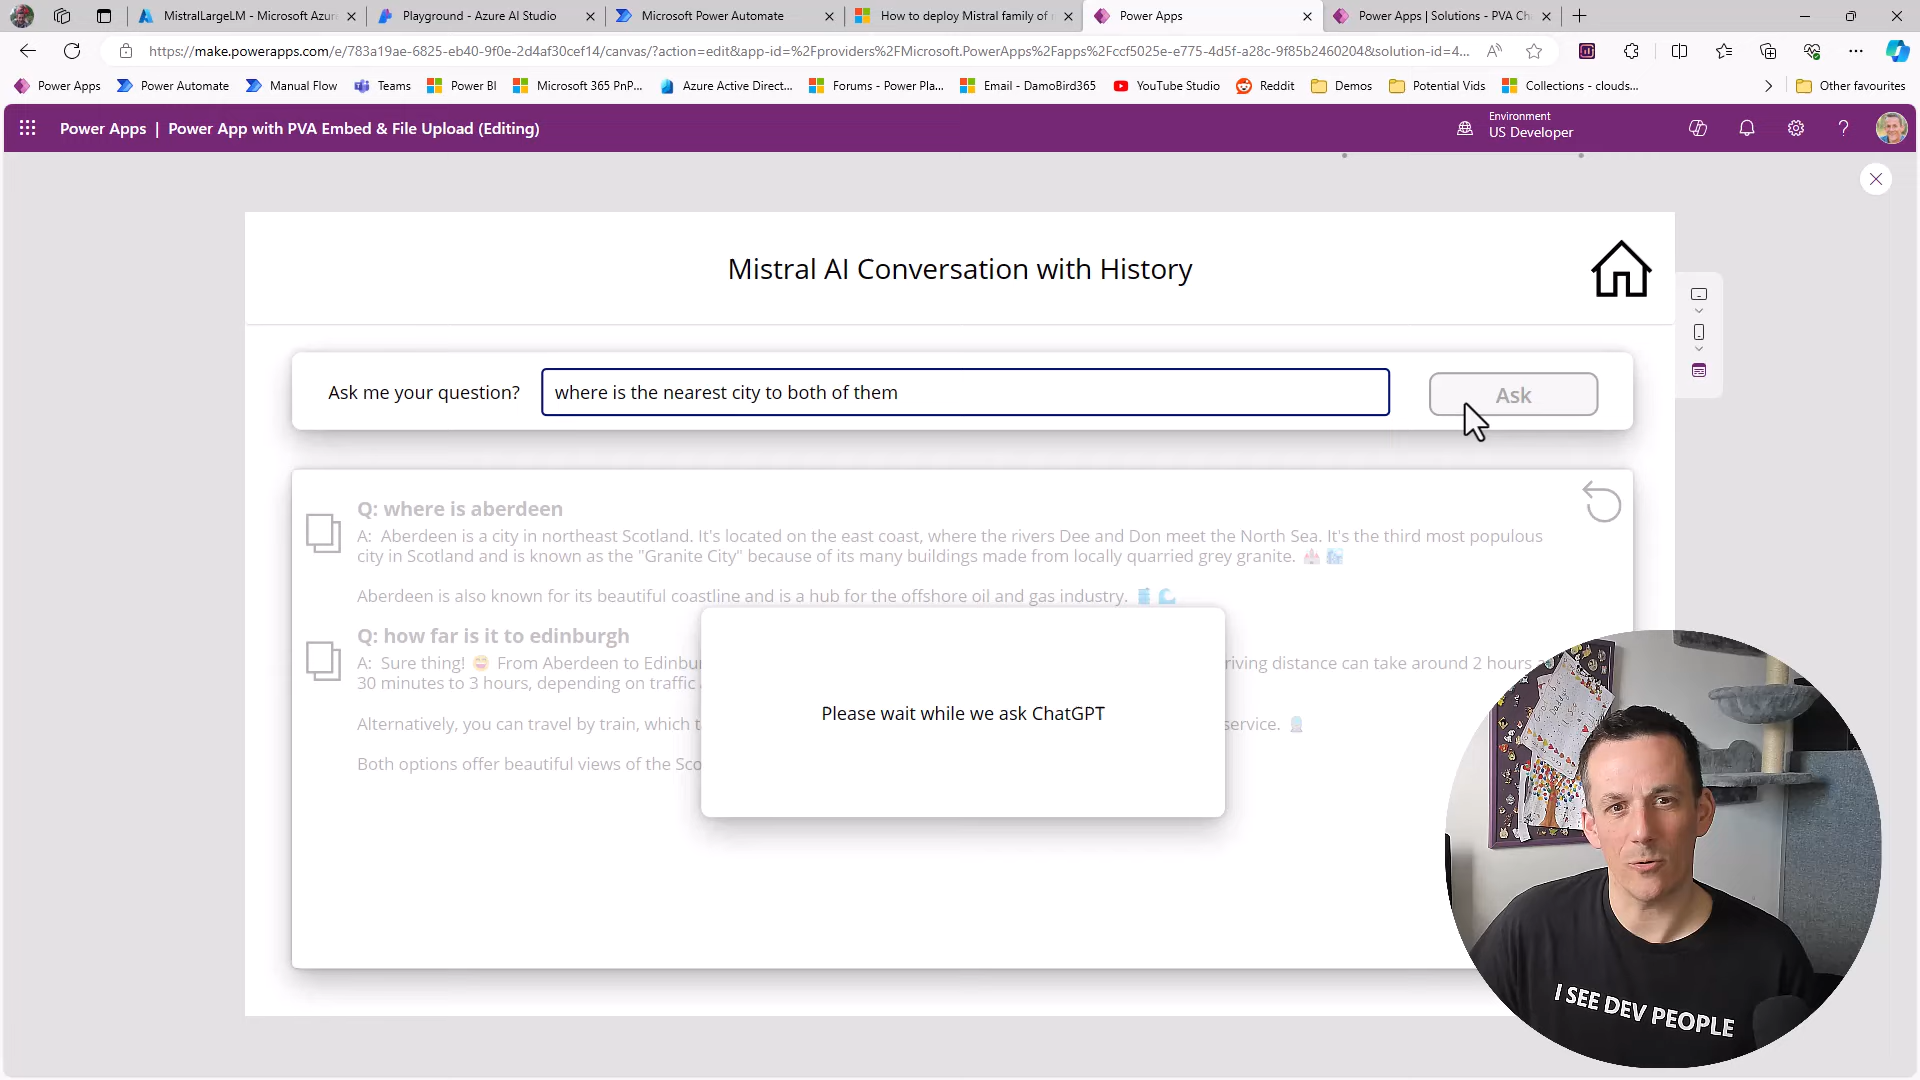 MistralLargeLM - Microsoft Azur
Playground - Azure AI Studio
Microsoft Power Automate
How to deploy Mistral family of
Power Apps
Power Apps | Solutions - PVA Ch
https://make.powerapps.com/e/783a19ae-6825-eb40-9f0e-2d4af30cef14/canvas/?action=edit&app-id=%2Fproviders%2FMicrosoft.PowerApps%2Fapps%2Fccf5025e-e775-4d5f-a28c-9f85b2460204&solution-id=4...
Power Apps
Power Automate
Manual Flow
Teams
Power BI
Microsoft 365 PnP...
Azure Active Direct...
Forums - Power Pla...
Email - DamoBird365
YouTube Studio
Reddit
Demos
Potential Vids
Collections - clouds...
Other favourites
Power Apps | Power App with PVA Embed & File Upload (Editing)
Environment
US Developer
Mistral AI Conversation with History
Ask me your question?
where is the nearest city to both of them
Ask
Q: where is aberdeen
A: Aberdeen is a city in northeast Scotland. It's located on the east coast, where the rivers Dee and Don meet the North Sea. It's the third most populous
city in Scotland and is known as the "Granite City" because of its many buildings made from locally quarried grey granite. 🏰 🏙️
Aberdeen is also known for its beautiful coastline and is a hub for the offshore oil and gas industry. 🛢️ 🌊
Q: how far is it to edinburgh
A: Sure thing! 😄 From Aberdeen to Edinbur
riving distance can take around 2 hours
30 minutes to 3 hours, depending on traffic
Alternatively, you can travel by train, which t
service. 🚆
Both options offer beautiful views of the Sco
Please wait while we ask ChatGPT
I SEE DEV PEOPLE